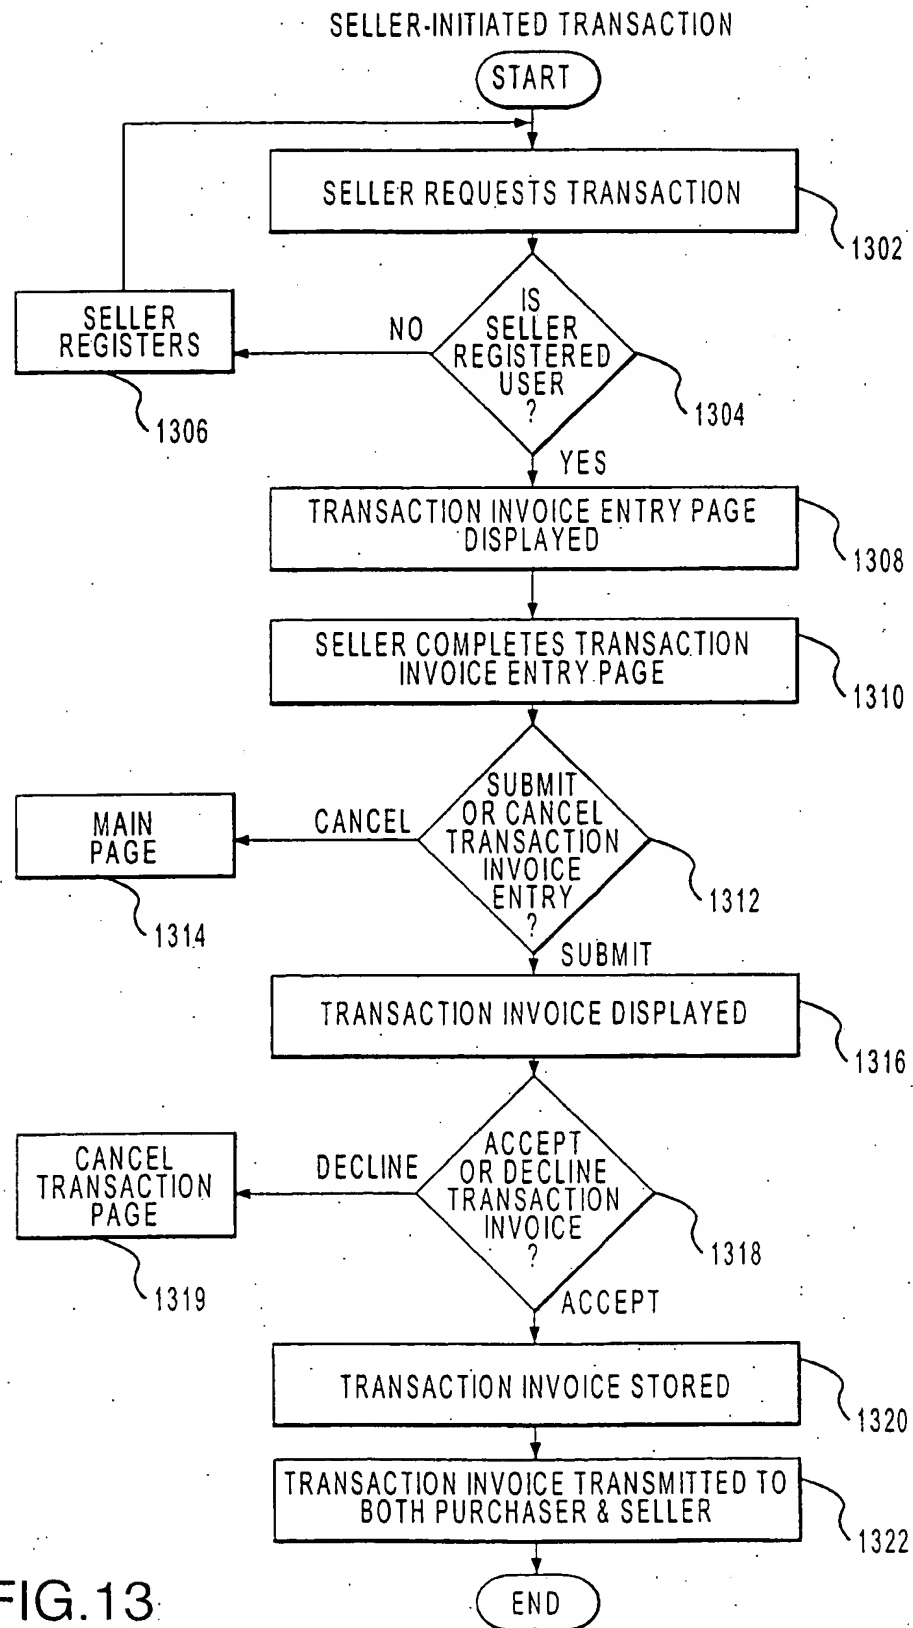 SELLER-INITIATED TRANSACTION
START
SELLER REQUESTS TRANSACTION
1302
IS
SELLER
REGISTERED
USER
?
1304
NO
SELLER
REGISTERS
1306
YES
TRANSACTION INVOICE ENTRY PAGE
DISPLAYED
1308
SELLER COMPLETES TRANSACTION
INVOICE ENTRY PAGE
1310
SUBMIT
OR CANCEL
TRANSACTION
INVOICE
ENTRY
?
1312
CANCEL
MAIN
PAGE
1314
SUBMIT
TRANSACTION INVOICE DISPLAYED
1316
ACCEPT
OR DECLINE
TRANSACTION
INVOICE
?
1318
DECLINE
CANCEL
TRANSACTION
PAGE
1319
ACCEPT
TRANSACTION INVOICE STORED
1320
TRANSACTION INVOICE TRANSMITTED TO
BOTH PURCHASER & SELLER
1322
END
FIG.13